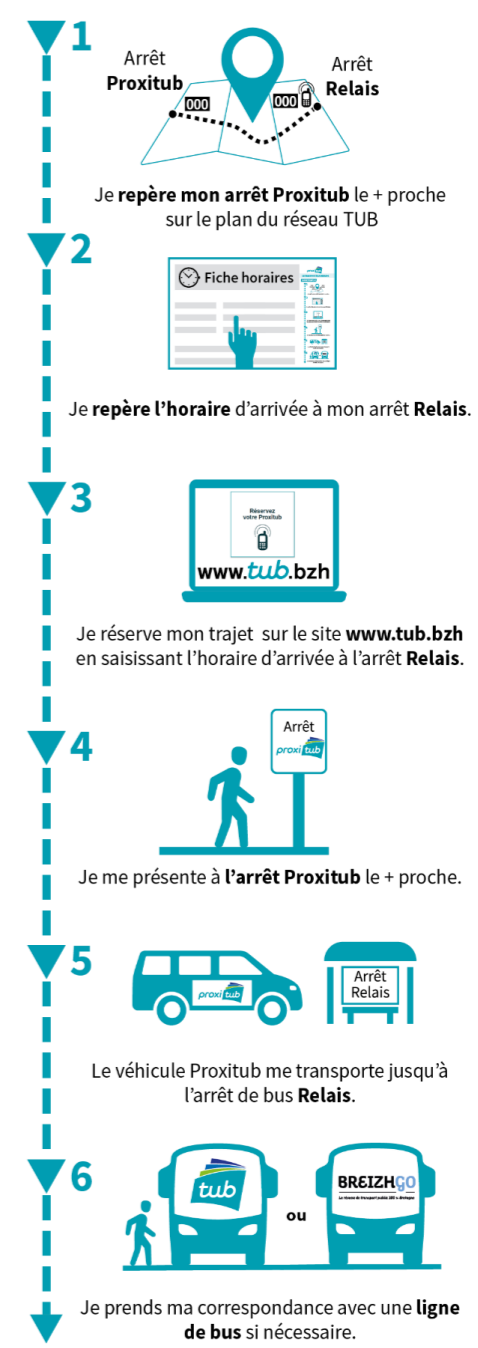 1
Arrêt
Proxitub
Arrêt
Relais
000
000
Je repère mon arrêt Proxitub le + proche
sur le plan du réseau TUB
2
Fiche horaires
Je repère l'horaire d'arrivée à mon arrêt Relais.
3
Réservez
votre Proxitub
www.tub.bzh
Je réserve mon trajet sur le site www.tub.bzh
en saisissant l'horaire d'arrivée à l'arrêt Relais.
4
Arrêt
proxitub
Je me présente à l'arrêt Proxitub le + proche.
5
proxitub
Arrêt
Relais
Le véhicule Proxitub me transporte jusqu'à
l'arrêt de bus Relais.
6
tub
ou
BREIZHGO
Je prends ma correspondance avec une ligne
de bus si nécessaire.